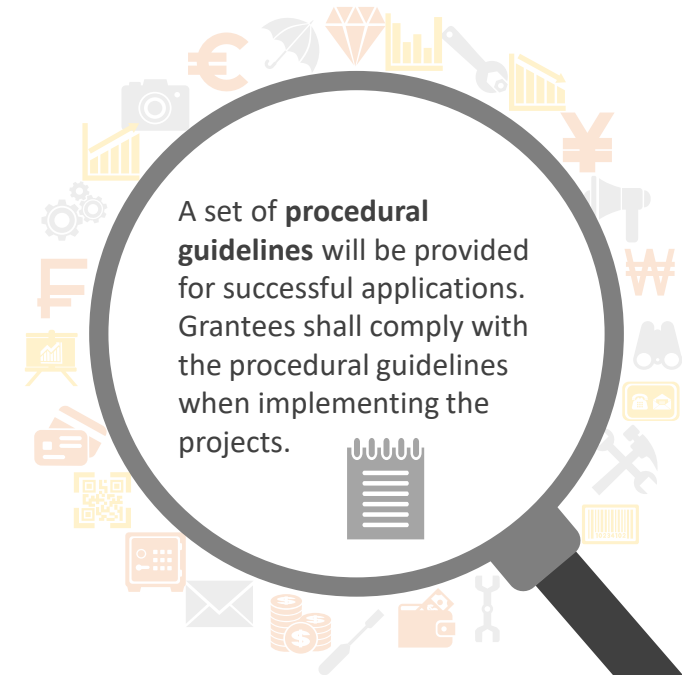 A set of procedural
guidelines will be provided
for successful applications.
Grantees shall comply with
the procedural guidelines
when implementing the
projects.